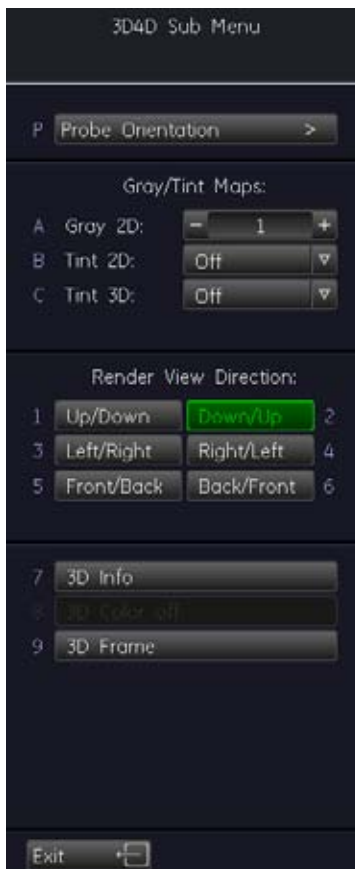 3D4D Sub Menu
P Probe Orientation >
Gray/Tint Maps:
A Gray 2D: - 1 +
B Tint 2D: Off
C Tint 3D: Off
Render View Direction:
1 Up/Down Down/Up 2
3 Left/Right Right/Left 4
5 Front/Back Back/Front 6
7 3D Info
8 3D Color off
9 3D Frame
Exit